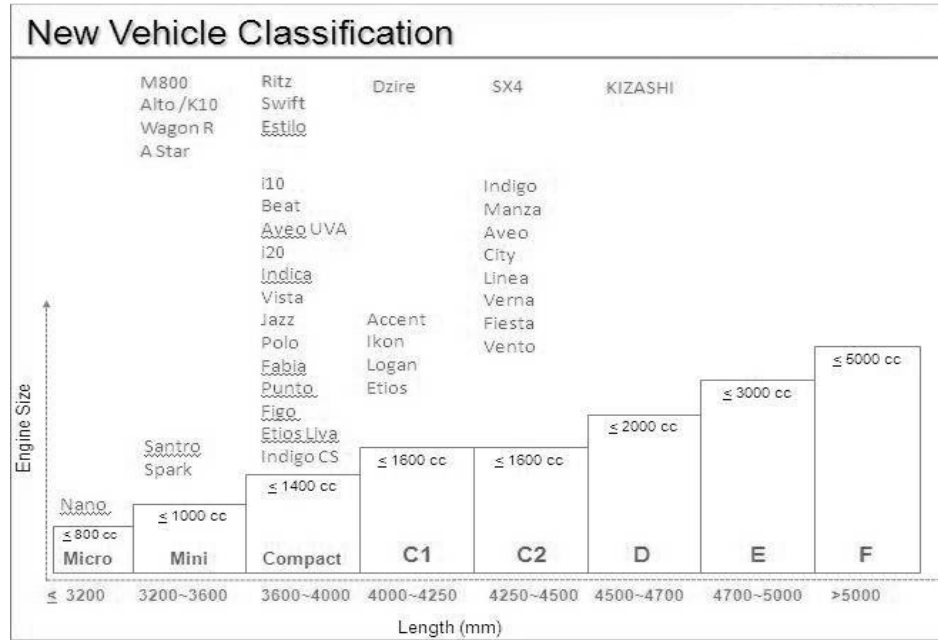 New Vehicle Classification
M800
Alto /K10
Wagon R
A Star
Ritz
Swift
Estilo
Dzire
SX4
KIZASHI
i10
Beat
Aveo UVA
i20
Indica
Vista
Jazz
Polo
Fabia
Punto
Figo
Etios Liva
Indigo CS
Indigo
Manza
Aveo
City
Linea
Verna
Fiesta
Vento
Accent
Ikon
Logan
Etios
Santro
Spark
Nano
Engine Size
≤ 800 cc
≤ 1000 cc
≤ 1400 cc
≤ 1600 cc
≤ 1600 cc
≤ 2000 cc
≤ 3000 cc
≤ 5000 cc
Micro
Mini
Compact
C1
C2
D
E
F
≤ 3200
3200~3600
3600~4000
4000~4250
4250~4500
4500~4700
4700~5000
>5000
Length (mm)